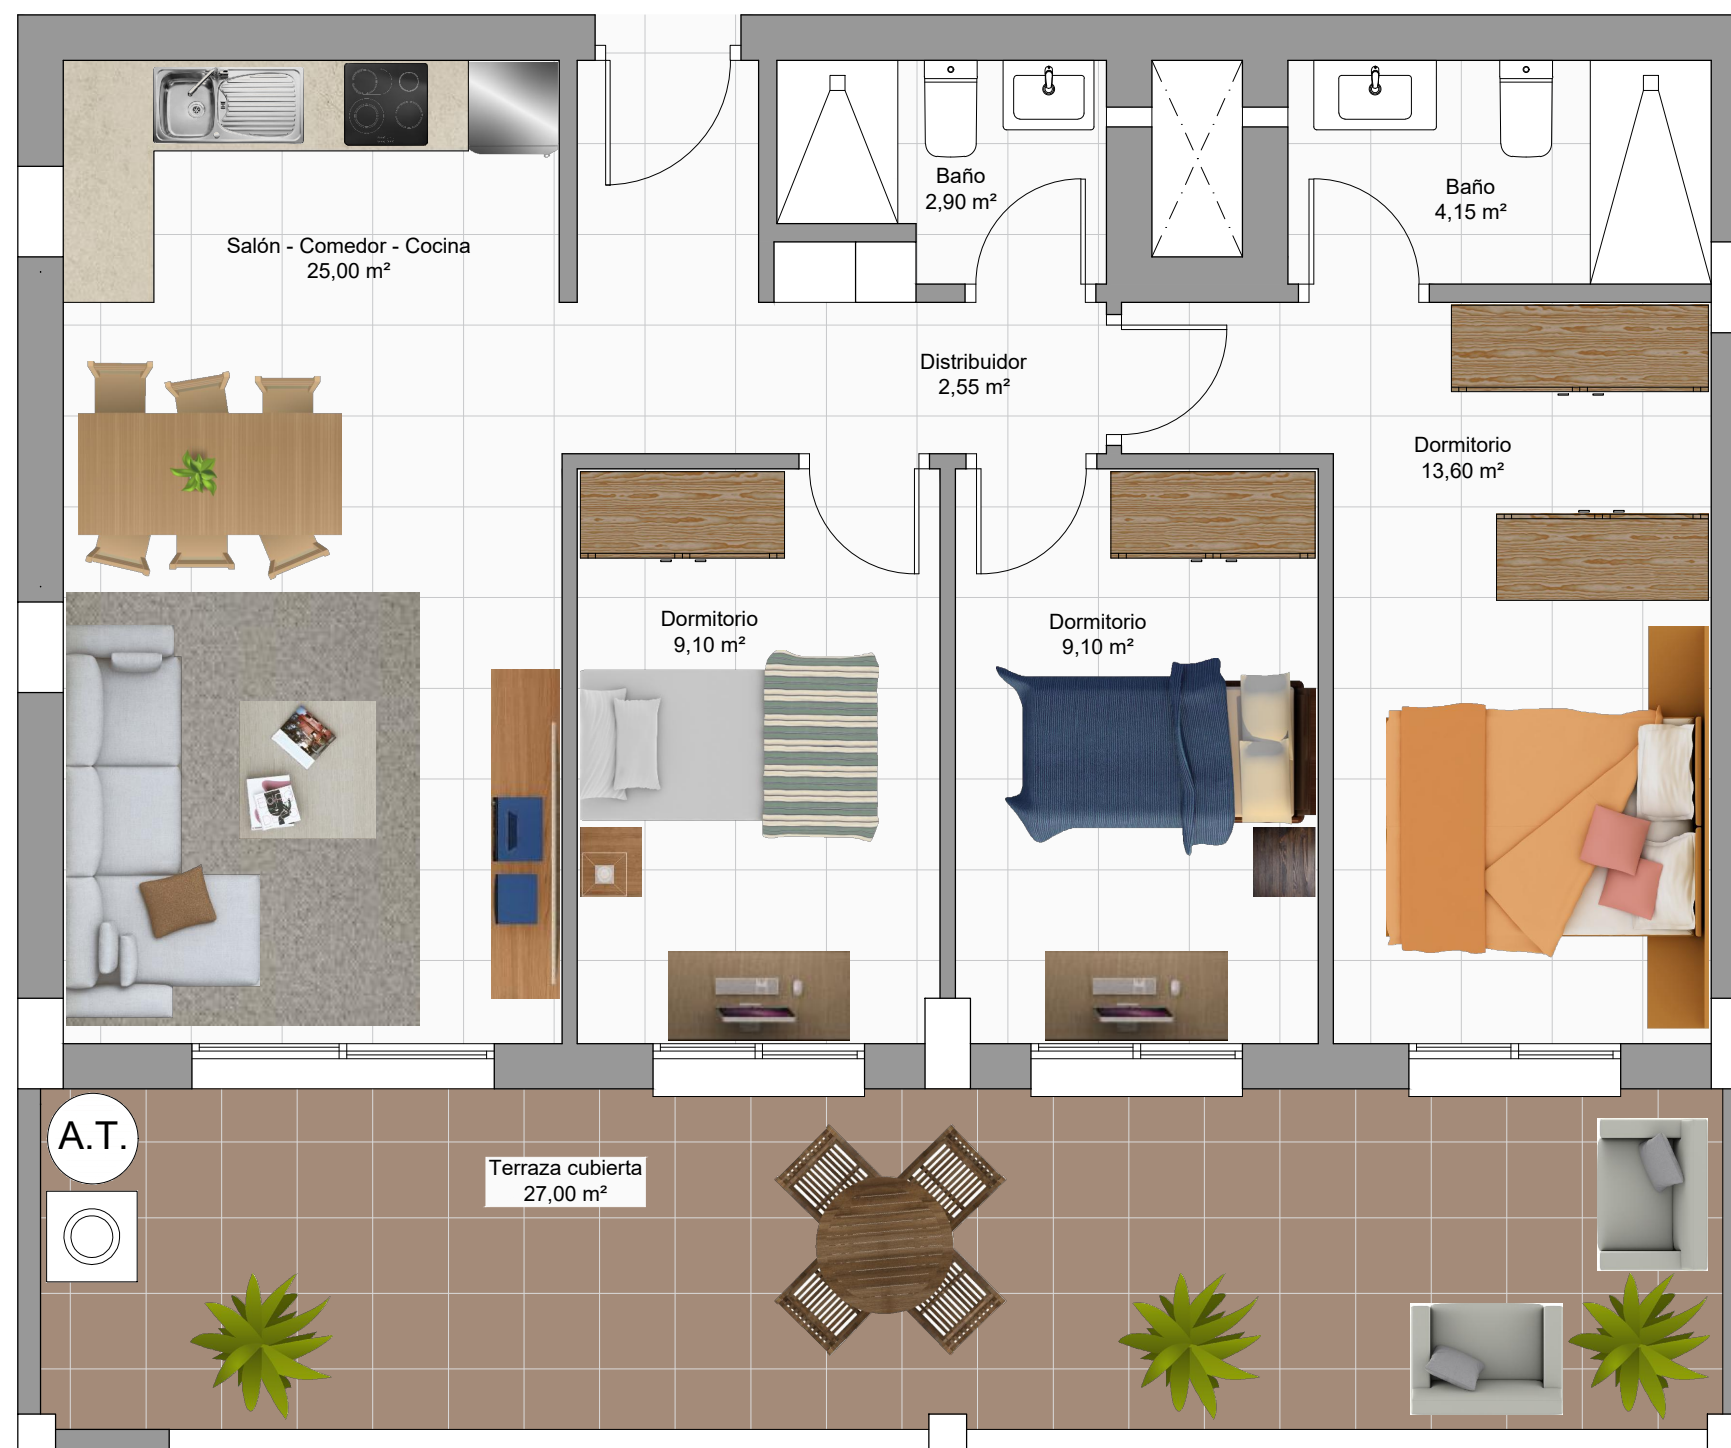 Baño
2,90 m²
Baño
4,15 m²
Salón - Comedor - Cocina
25,00 m²
Distribuidor
2,55 m²
Dormitorio
13,60 m²
Dormitorio
9,10 m²
Dormitorio
9,10 m²
A.T.
Terraza cubierta
27,00 m²